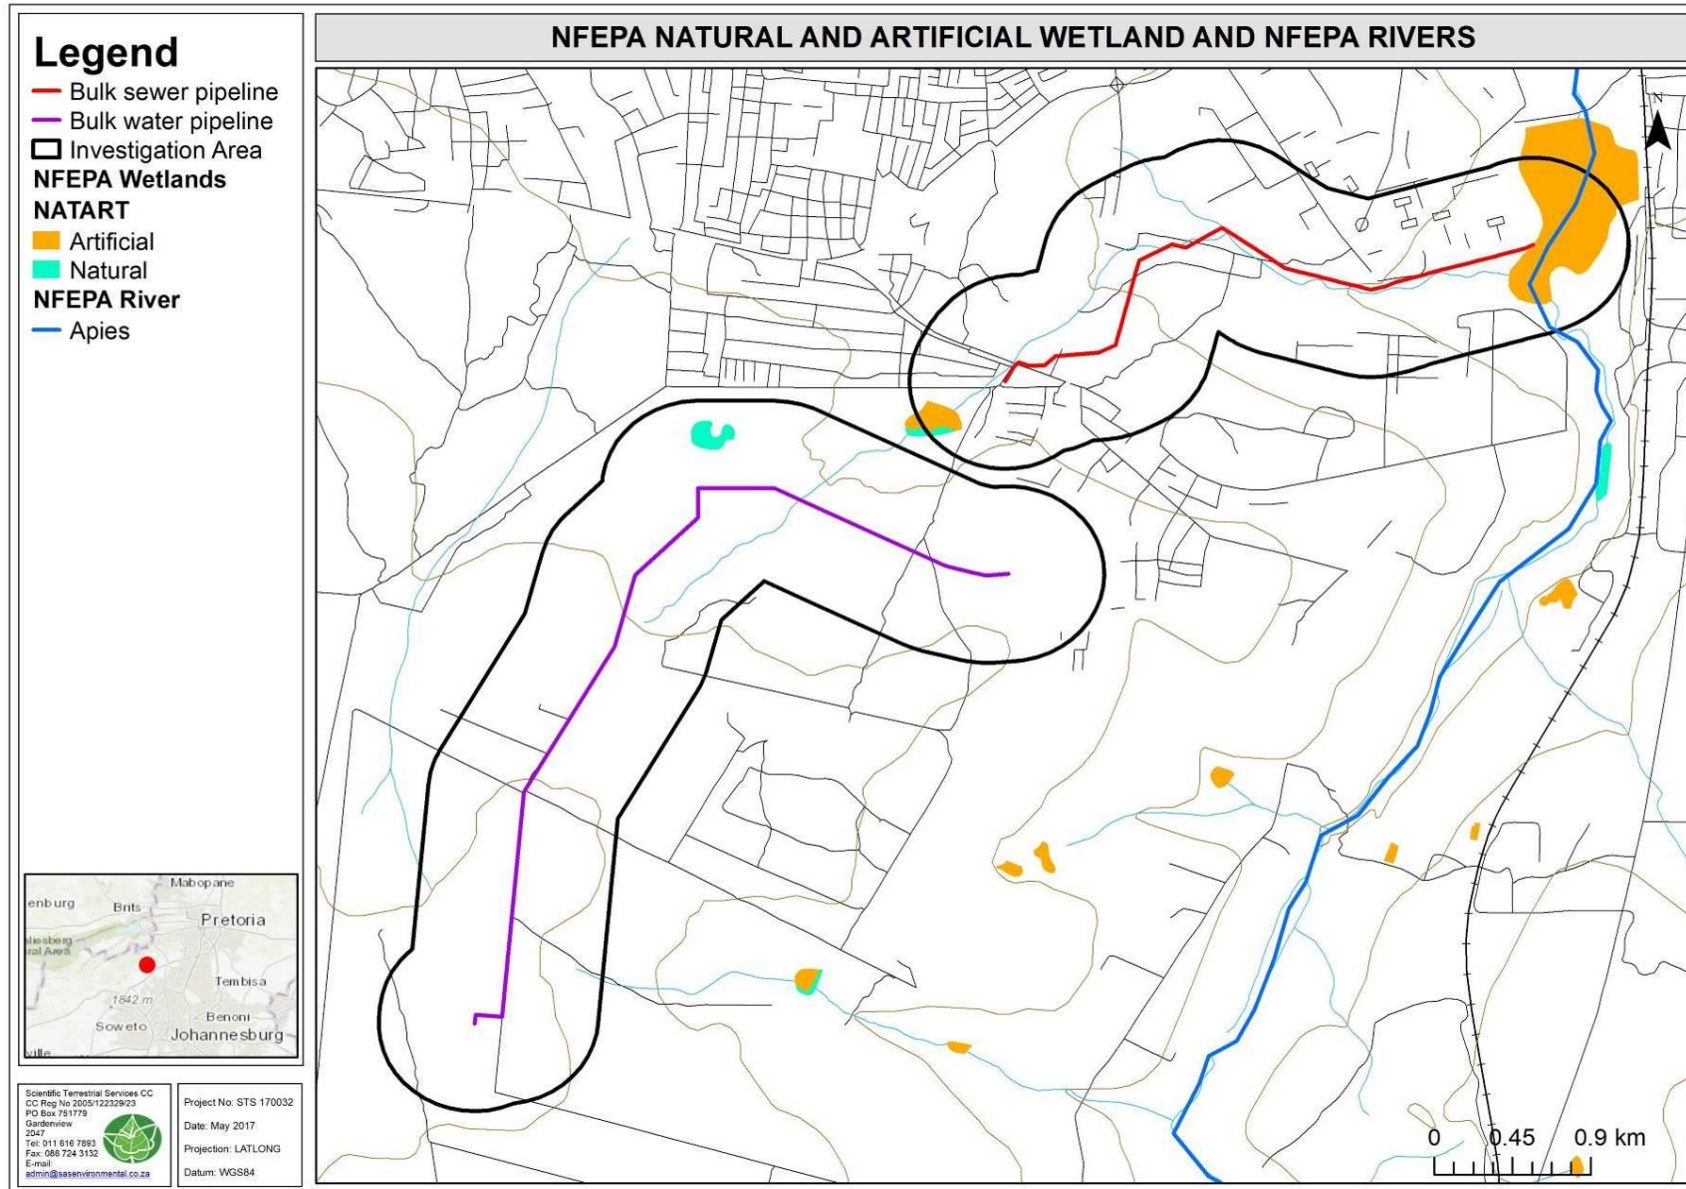 NFEPA NATURAL AND ARTIFICIAL WETLAND AND NFEPA RIVERS
Legend
Bulk sewer pipeline
Bulk water pipeline
Investigation Area
NFEPA Wetlands
NATART
Artificial
Natural
NFEPA River
Apies
N
Mabopane
enburg
Brits
Pretoria
ral Area
Tembisa
1842 m
Soweto
Benoni
Johannesburg
ville
Scientific Terrestrial Services CC
CC Reg No 2005/122329/23
PO Box 751779
Gardenview
2047
Tel: 011 616 7893
Fax: 086 724 3132
E-mail:
admin@sasenvironmental.co.za
Project No: STS 170032
Date: May 2017
Projection: LATLONG
Datum: WGS84
0 0.45 0.9 km